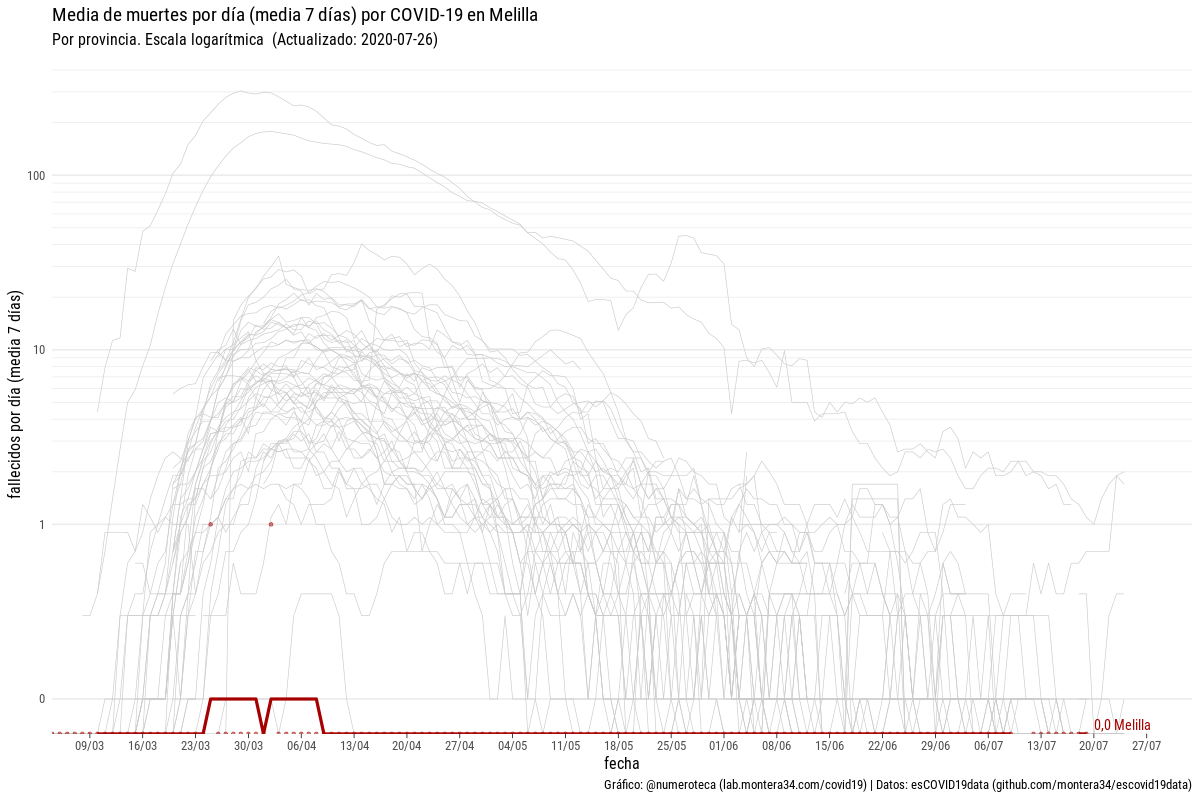 Media de muertes por día (media 7 días) por COVID-19 en Melilla
Por provincia. Escala logarítmica  (Actualizado: 2020-07-26)
fallecidos por día (media 7 días)
100
10
1
0
0,0 Melilla
09/03 16/03 23/03 30/03 06/04 13/04 20/04 27/04 04/05 11/05 18/05 25/05 01/06 08/06 15/06 22/06 29/06 06/07 13/07 20/07 27/07
fecha
Gráfico: @numeroteca (lab.montera34.com/covid19) | Datos: esCOVID19data (github.com/montera34/escovid19data)